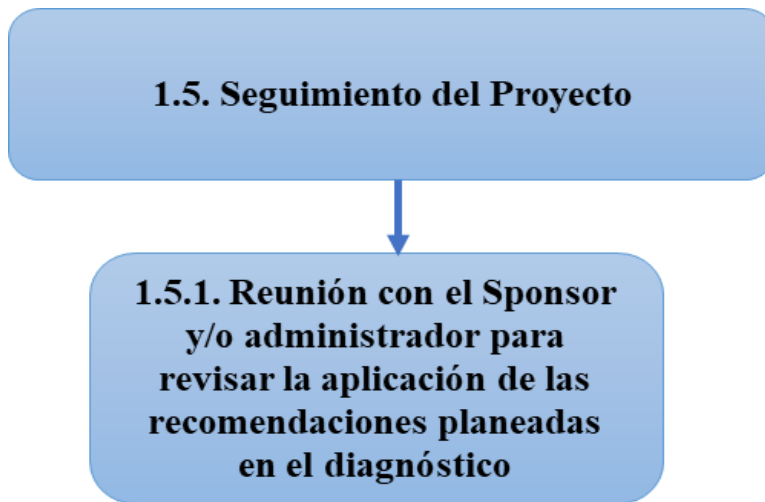 1.5. Seguimiento del Proyecto
1.5.1. Reunión con el Sponsor
y/o administrador para
revisar la aplicación de las
recomendaciones planeadas
en el diagnóstico